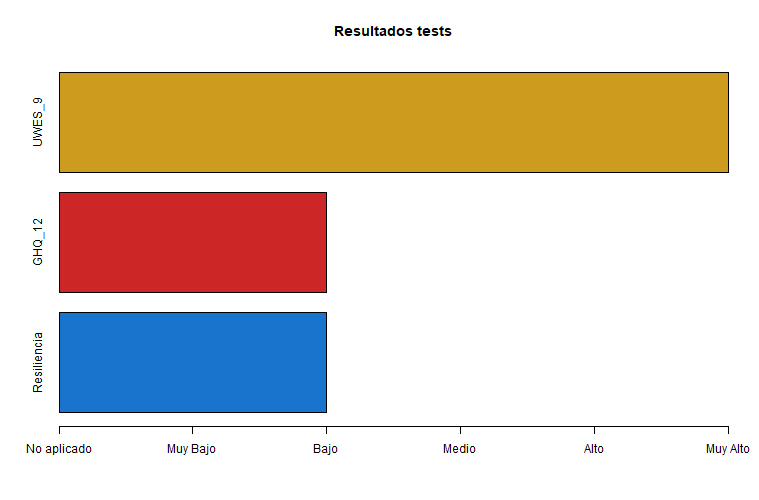 Resultados tests
UWES_9
GHQ_12
Resiliencia
No aplicado Muy Bajo Bajo Medio Alto Muy Alto